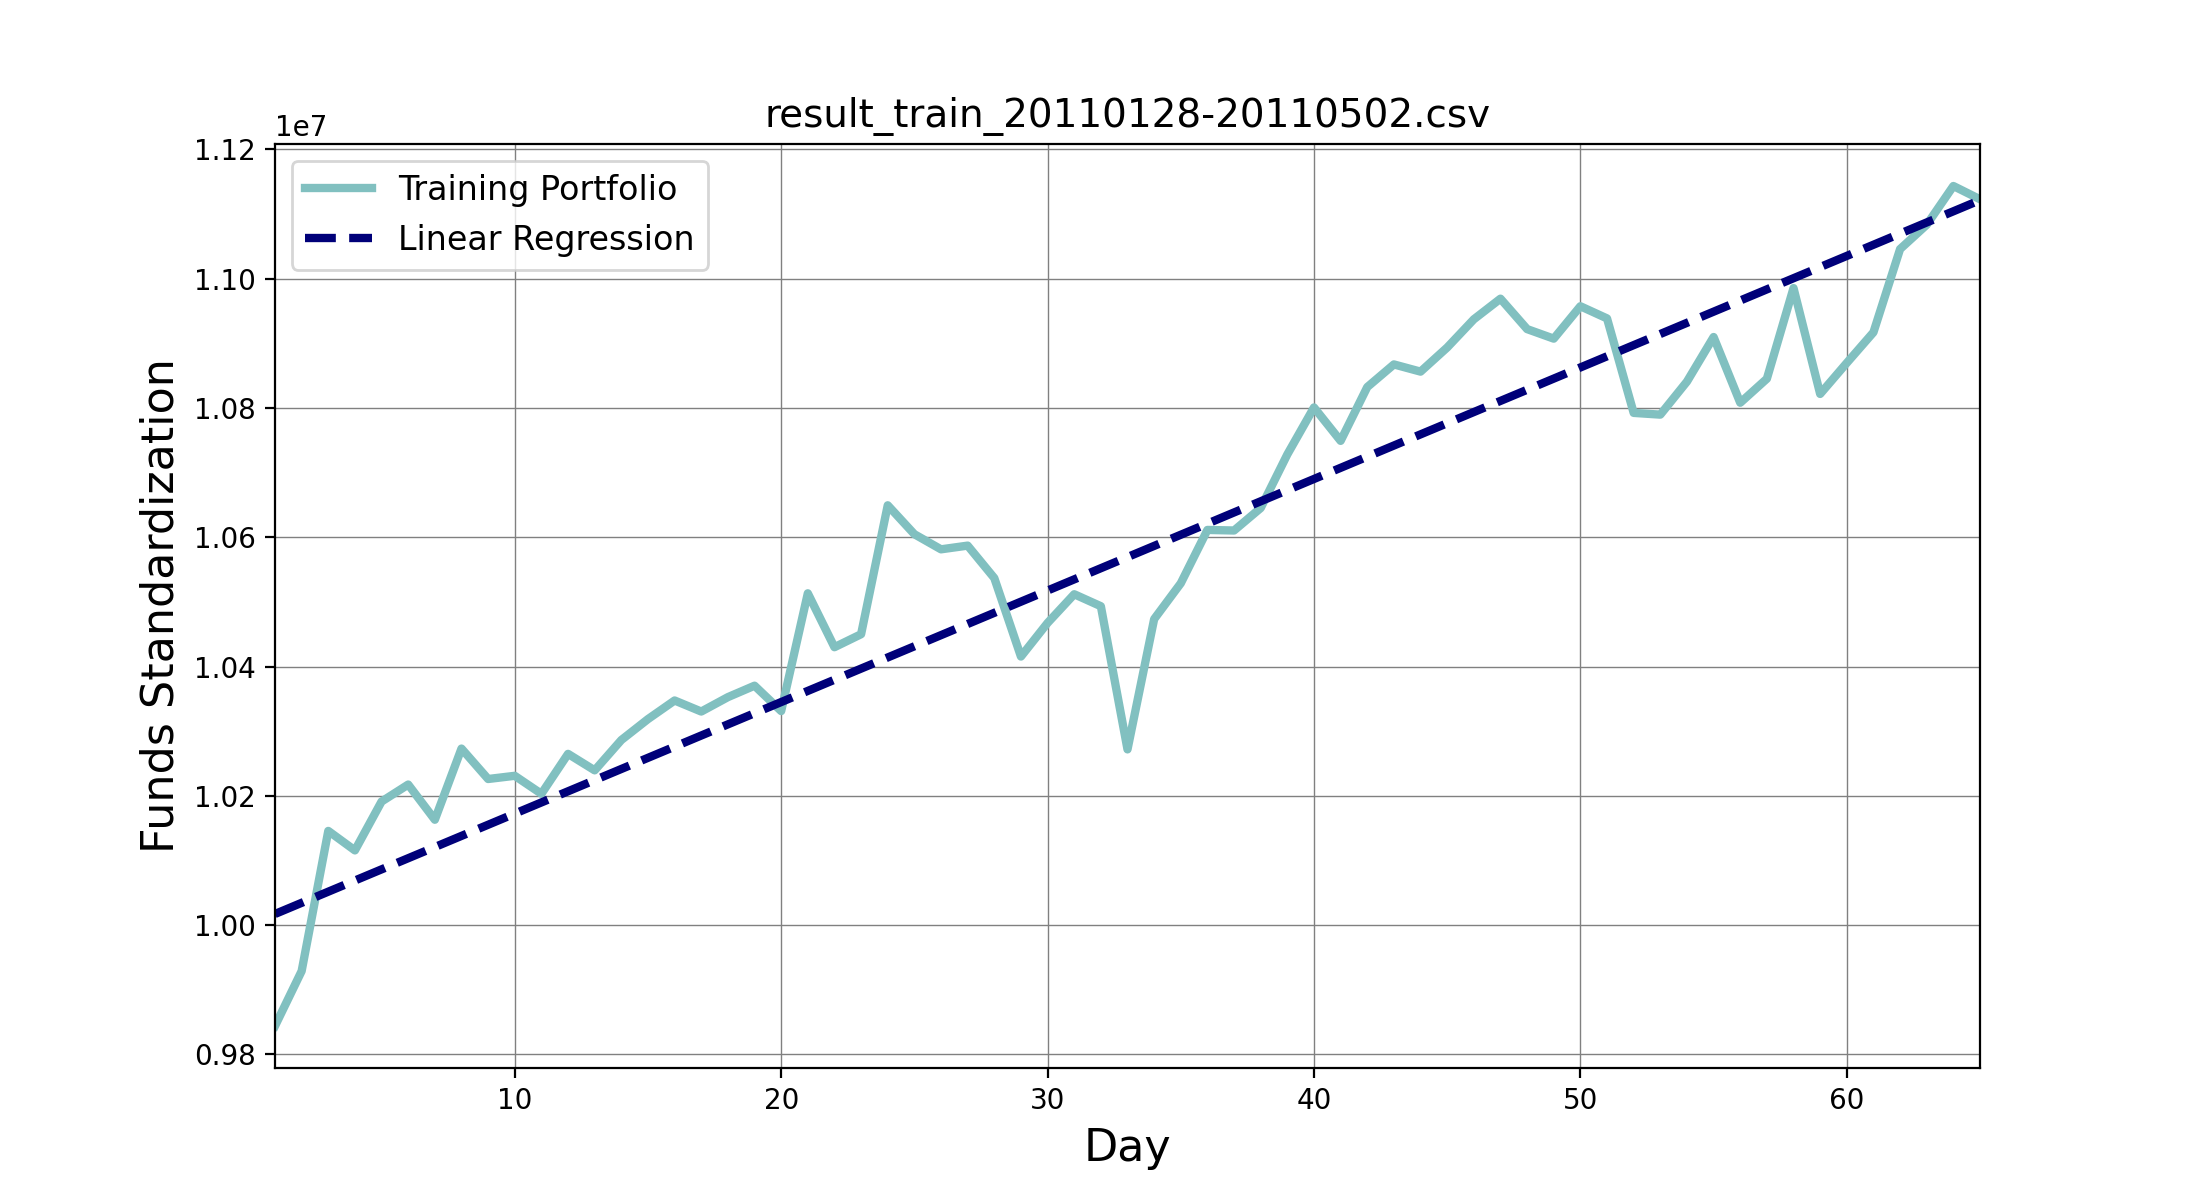 result_train_20110128-20110502.csv
1e7
1.12
1.10
1.08
1.06
1.04
1.02
1.00
0.98
Training Portfolio
Linear Regression
Funds Standardization
10 20 30 40 50 60
Day